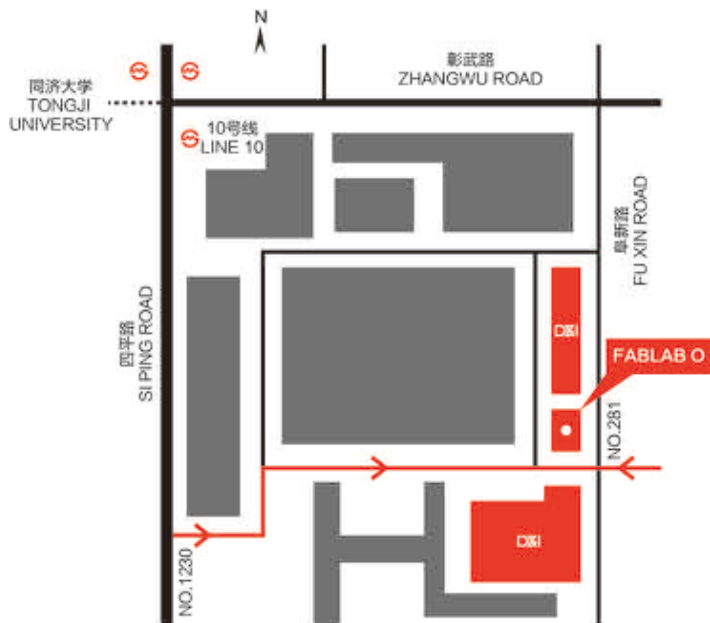 N
彰武路
ZHANGWU ROAD
同济大学
TONGJI
UNIVERSITY
10号线
LINE 10
阜新路
FU XIN ROAD
四平路
SI PING ROAD
D&I
FABLAB O
NO.281
D&I
NO.1230